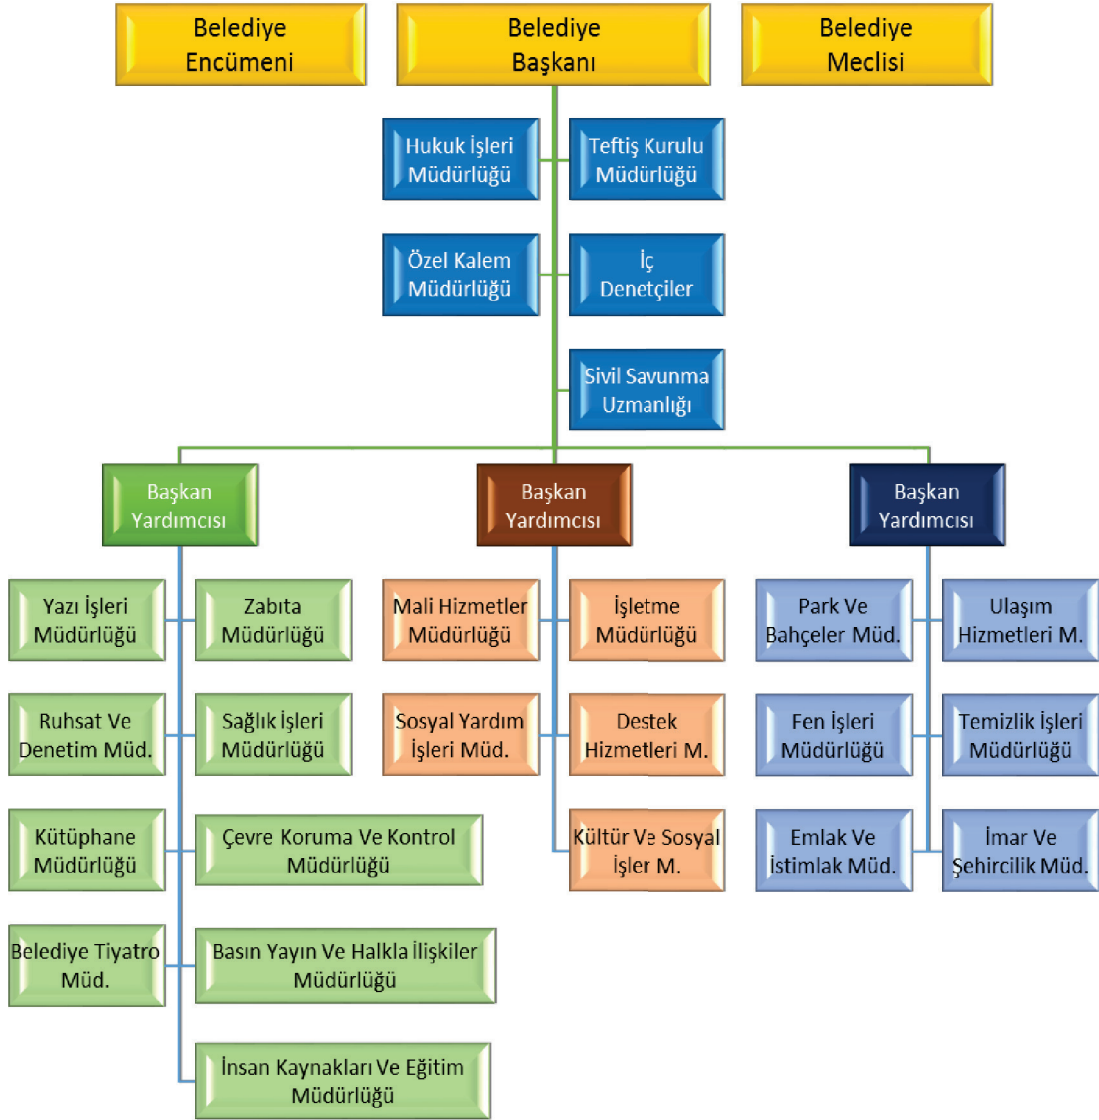 Belediye
Encümeni
Belediye
Başkanı
Belediye
Meclisi
Hukuk İşleri
Müdürlüğü
Teftiş Kurulu
Müdürlüğü
Özel Kalem
Müdürlüğü
İç
Denetçiler
Sivil Savunma
Uzmanlığı
Başkan
Yardımcısı
Başkan
Yardımcısı
Başkan
Yardımcısı
Yazı İşleri
Müdürlüğü
Zabıta
Müdürlüğü
Mali Hizmetler
Müdürlüğü
İşletme
Müdürlüğü
Park Ve
Bahçeler Müd.
Ulaşım
Hizmetleri M.
Ruhsat Ve
Denetim Müd.
Sağlık İşleri
Müdürlüğü
Sosyal Yardım
İşleri Müd.
Destek
Hizmetleri M.
Fen İşleri
Müdürlüğü
Temizlik İşleri
Müdürlüğü
Kütüphane
Müdürlüğü
Çevre Koruma Ve Kontrol
Müdürlüğü
Kültür Ve Sosyal
İşler M.
Emlak Ve
İstimlak Müd.
İmar Ve
Şehircilik Müd.
Belediye Tiyatro
Müd.
Basın Yayın Ve Halkla İlişkiler
Müdürlüğü
İnsan Kaynakları Ve Eğitim
Müdürlüğü